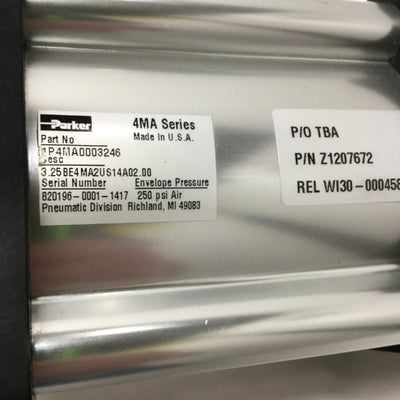 Parker
4MA Series
Part No
Made in U.S.A.
P4MA0003246
Desc
3.25BE4MA2US14A02.00
Serial Number Envelope Pressure
820196-0001-1417 250 psi Air
Pneumatic Division Richland, MI 49083
P/O TBA
P/N Z1207672
REL WI30-000458